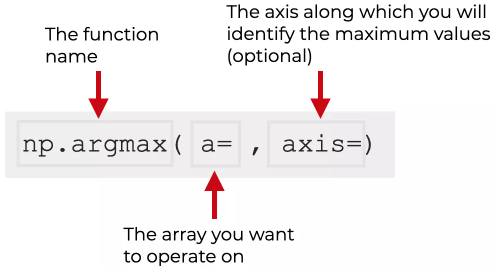 The function
name
The axis along which you will
identify the maximum values
(optional)
np.argmax( a= , axis=)
The array you want
to operate on